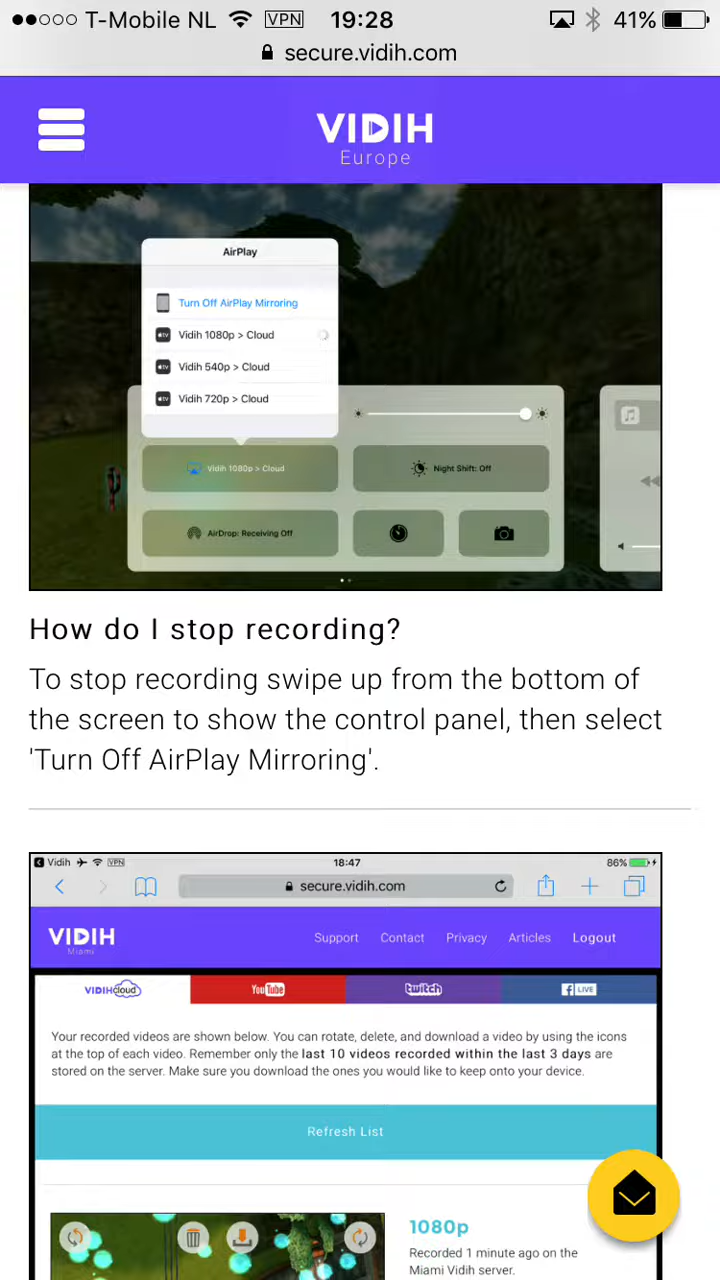 T-Mobile NL VPN 19:28 41%
secure.vidih.com
VIDIH
Europe
AirPlay
Turn Off AirPlay Mirroring
Vidih 1080p > Cloud
Vidih 540p > Cloud
Vidih 720p > Cloud
Vidih 1080p > Cloud
Night Shift: Off
AirDrop: Receiving Off
How do I stop recording?
To stop recording swipe up from the bottom of
the screen to show the control panel, then select
'Turn Off AirPlay Mirroring'.
Vidih VPN 18:47 86%
secure.vidih.com
VIDIH
Miami
Support Contact Privacy Articles Logout
VIDIHcloud YouTube twitch f LIVE
Your recorded videos are shown below. You can rotate, delete, and download a video by using the icons
at the top of each video. Remember only the last 10 videos recorded within the last 3 days are
stored on the server. Make sure you download the ones you would like to keep onto your device.
Refresh List
1080p
Recorded 1 minute ago on the
Miami Vidih server.